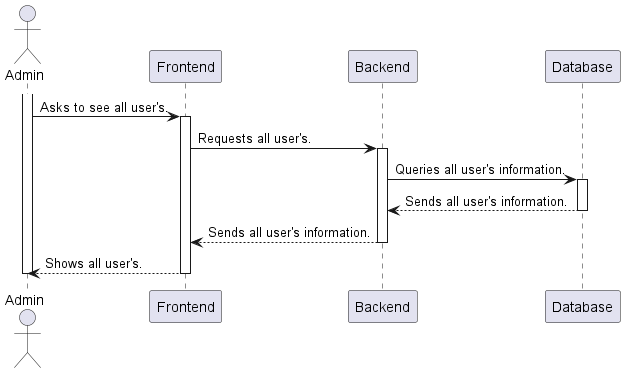 Admin
Frontend
Backend
Database
Asks to see all user's.
Requests all user's.
Queries all user's information.
Sends all user's information.
Sends all user's information.
Shows all user's.
Admin
Frontend
Backend
Database